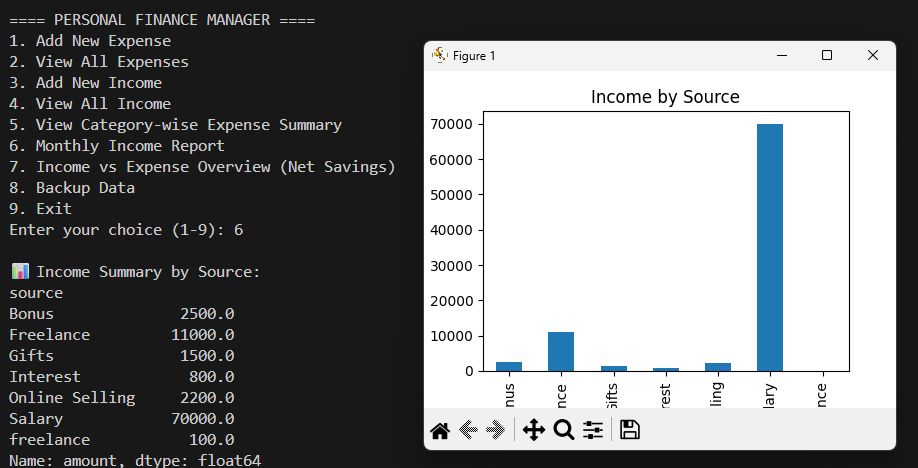 ==== PERSONAL FINANCE MANAGER ====
1. Add New Expense
2. View All Expenses
3. Add New Income
4. View All Income
5. View Category-wise Expense Summary
6. Monthly Income Report
7. Income vs Expense Overview (Net Savings)
8. Backup Data
9. Exit
Enter your choice (1-9): 6
📊 Income Summary by Source:
source
Bonus 2500.0
Freelance 11000.0
Gifts 1500.0
Interest 800.0
Online Selling 2200.0
Salary 70000.0
freelance 100.0
Name: amount, dtype: float64
Figure 1
Income by Source
70000
60000
50000
40000
30000
20000
10000
0
nus
nce
ifts
rest
ling
lary
nce